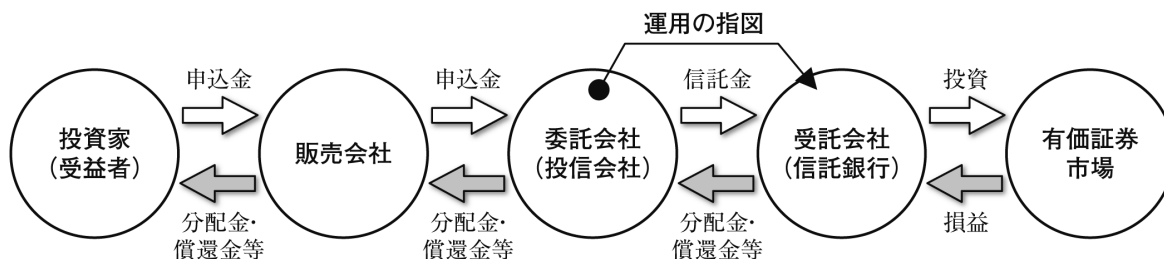 運用の指図
申込金
申込金
信託金
投資
投資家
(受益者)
販売会社
委託会社
(投信会社)
受託会社
(信託銀行)
有価証券
市場
分配金・
償還金等
分配金・
償還金等
分配金・
償還金等
損益